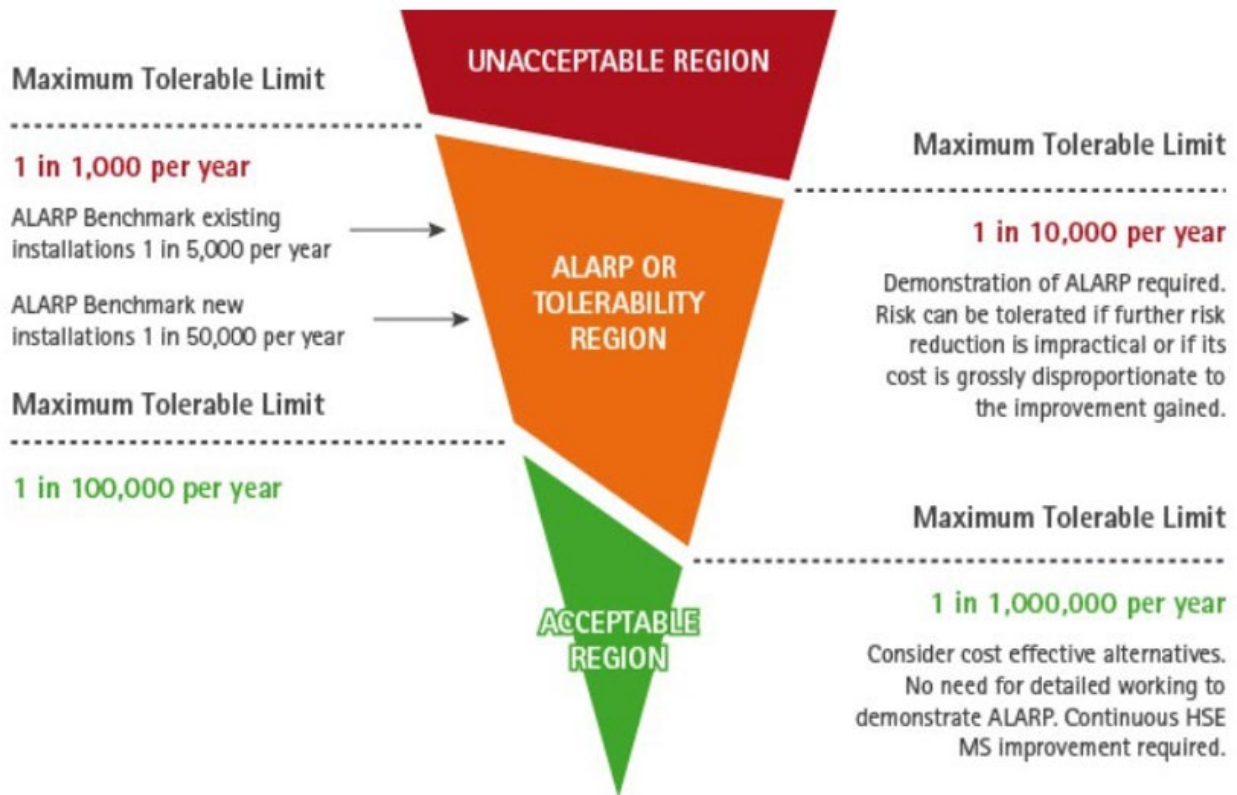 UNACCEPTABLE REGION
Maximum Tolerable Limit
1 in 1,000 per year
ALARP Benchmark existing
installations 1 in 5,000 per year
ALARP Benchmark new
installations 1 in 50,000 per year
Maximum Tolerable Limit
1 in 100,000 per year
ALARP OR
TOLERABILITY
REGION
ACCEPTABLE
REGION
Maximum Tolerable Limit
1 in 10,000 per year
Demonstration of ALARP required.
Risk can be tolerated if further risk
reduction is impractical or if its
cost is grossly disproportionate to
the improvement gained.
Maximum Tolerable Limit
1 in 1,000,000 per year
Consider cost effective alternatives.
No need for detailed working to
demonstrate ALARP. Continuous HSE
MS improvement required.